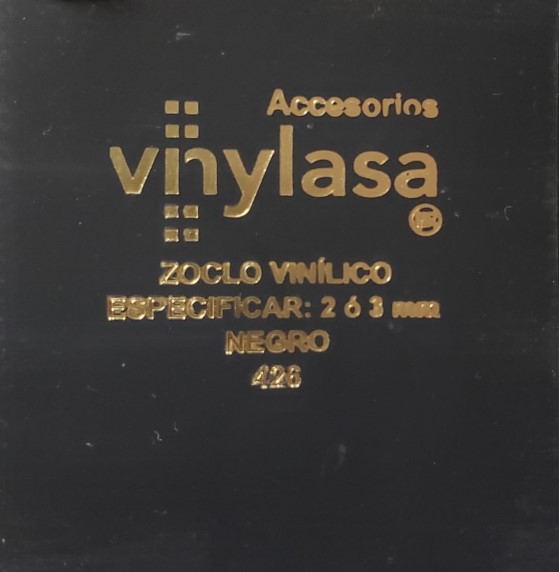 Accesorios
vinylasa
ZOCLO VINÍLICO
ESPECIFICAR: 2 ó 3 mm
NEGRO
426